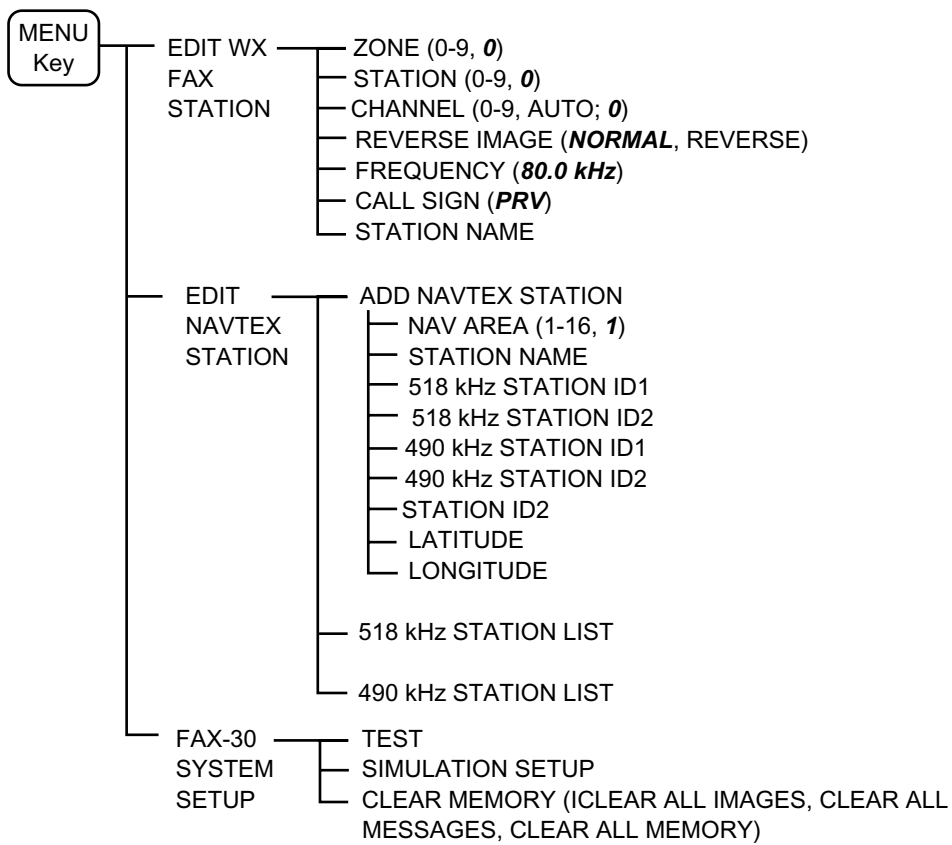 MENU
Key
EDIT WX
FAX
STATION
ZONE (0-9, 0)
STATION (0-9, 0)
CHANNEL (0-9, AUTO; 0)
REVERSE IMAGE (NORMAL, REVERSE)
FREQUENCY (80.0 kHz)
CALL SIGN (PRV)
STATION NAME
EDIT
NAVTEX
STATION
ADD NAVTEX STATION
NAV AREA (1-16, 1)
STATION NAME
518 kHz STATION ID1
518 kHz STATION ID2
490 kHz STATION ID1
490 kHz STATION ID2
STATION ID2
LATITUDE
LONGITUDE
518 kHz STATION LIST
490 kHz STATION LIST
FAX-30
SYSTEM
SETUP
TEST
SIMULATION SETUP
CLEAR MEMORY (ICLEAR ALL IMAGES, CLEAR ALL
MESSAGES, CLEAR ALL MEMORY)